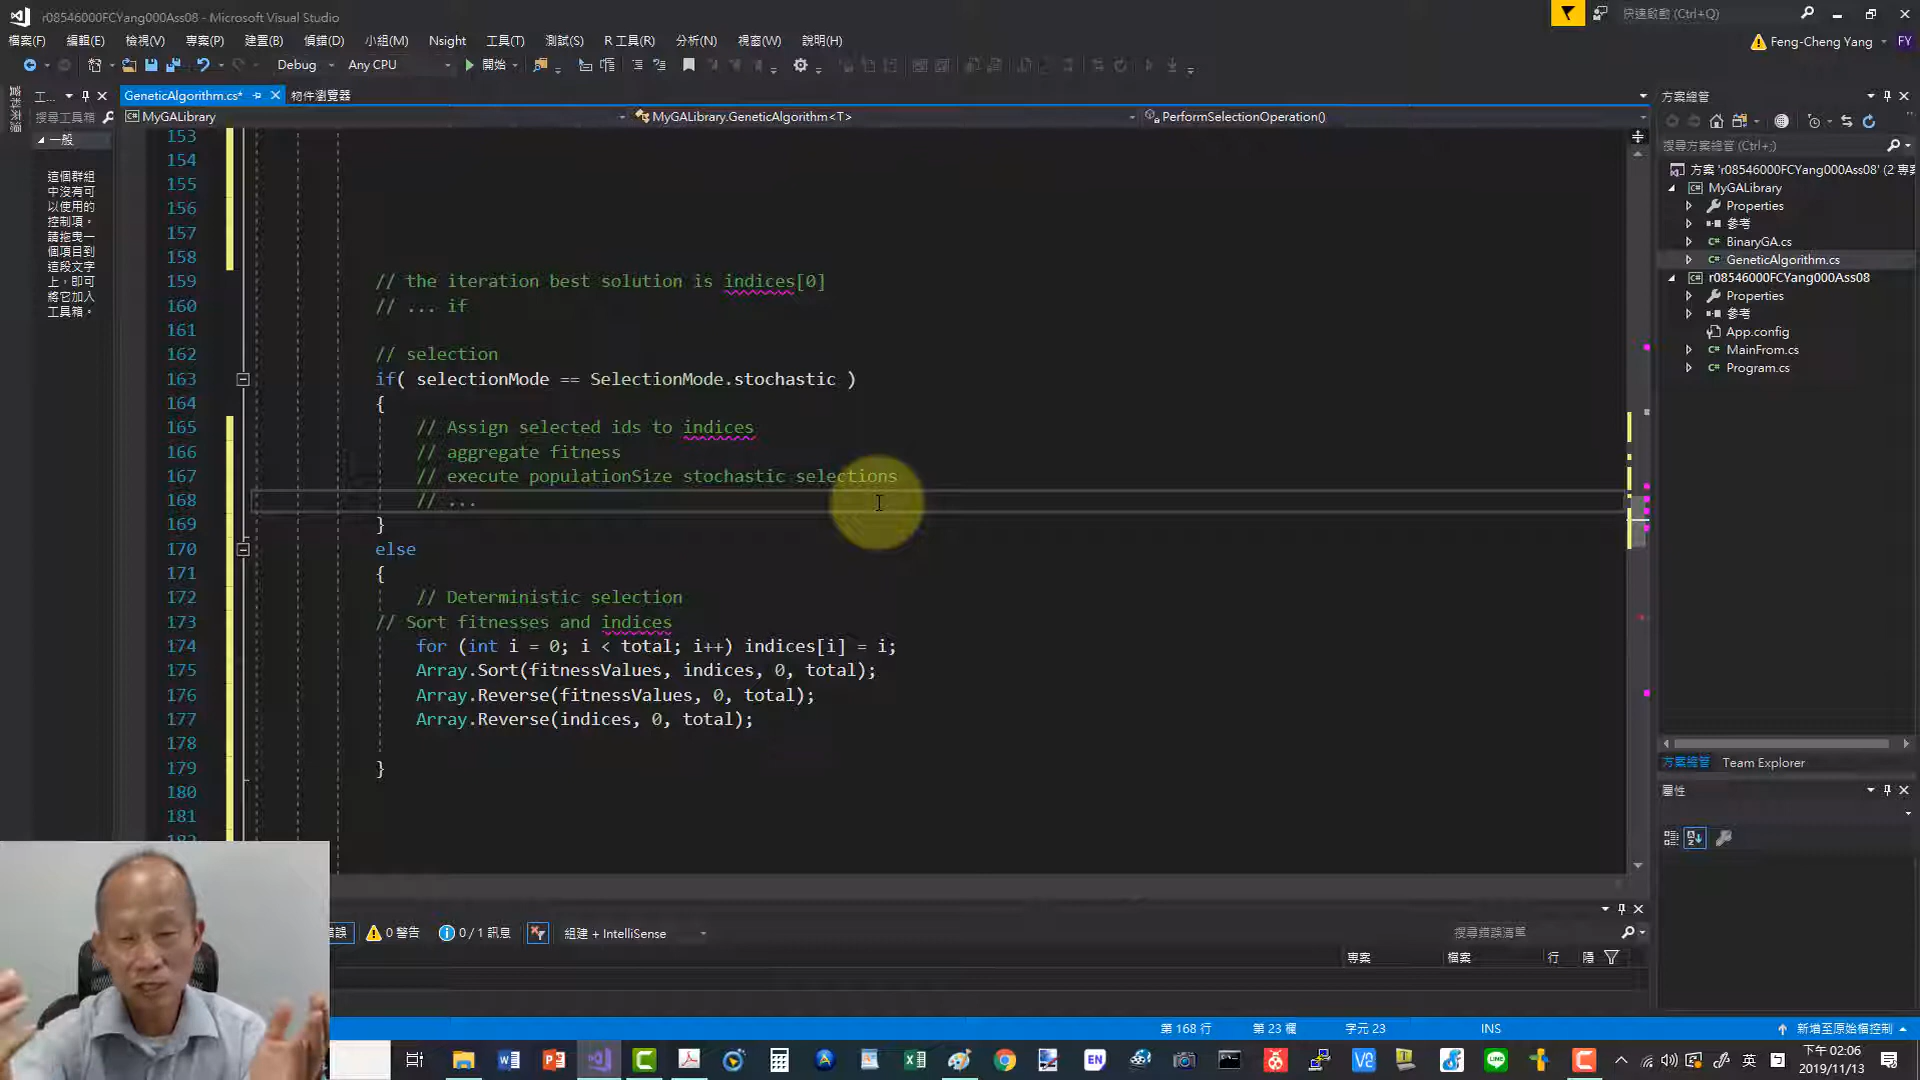 r08546000FCYang000Ass08 - Microsoft Visual Studio
快速啟動 (Ctrl+Q)
檔案(F) 編輯(E) 檢視(V) 專案(P) 建置(B) 偵錯(D) 小組(M) Nsight 工具(T) 測試(S) R 工具(R) 分析(N) 視窗(W) 說明(H)
Feng-Cheng Yang FY
Debug Any CPU 開始
工...
GeneticAlgorithm.cs* 物件瀏覽器
搜尋工具箱
MyGALibrary MyGALibrary.GeneticAlgorithm<T> PerformSelectionOperation()
一般
這個群組
中沒有可
以使用的
控制項。
請拖曳一
個項目到
這段文字
上，即可
將它加入
工具箱。
153
154
155
156
157
158
159 // the iteration best solution is indices[0]
160 // ... if
161
162 // selection
163 if( selectionMode == SelectionMode.stochastic )
164 {
165 // Assign selected ids to indices
166 // aggregate fitness
167 // execute populationSize stochastic selections
168 // ...
169 }
170 else
171 {
172 // Deterministic selection
173 // Sort fitnesses and indices
174 for (int i = 0; i < total; i++) indices[i] = i;
175 Array.Sort(fitnessValues, indices, 0, total);
176 Array.Reverse(fitnessValues, 0, total);
177 Array.Reverse(indices, 0, total);
178
179 }
180
181
方案總管
搜尋方案總管 (Ctrl+;)
方案 'r08546000FCYang000Ass08' (2 專案
MyGALibrary
Properties
參考
BinaryGA.cs
GeneticAlgorithm.cs
r08546000FCYang000Ass08
Properties
參考
App.config
MainFrom.cs
Program.cs
方案總管 Team Explorer
屬性
錯誤 0 警告 0 / 1 訊息 組建 + IntelliSense
搜尋錯誤清單
專案 檔案 行
第 168 行 第 23 欄 字元 23 INS 新增至原始檔控制
EN
英
下午 02:06
2019/11/13